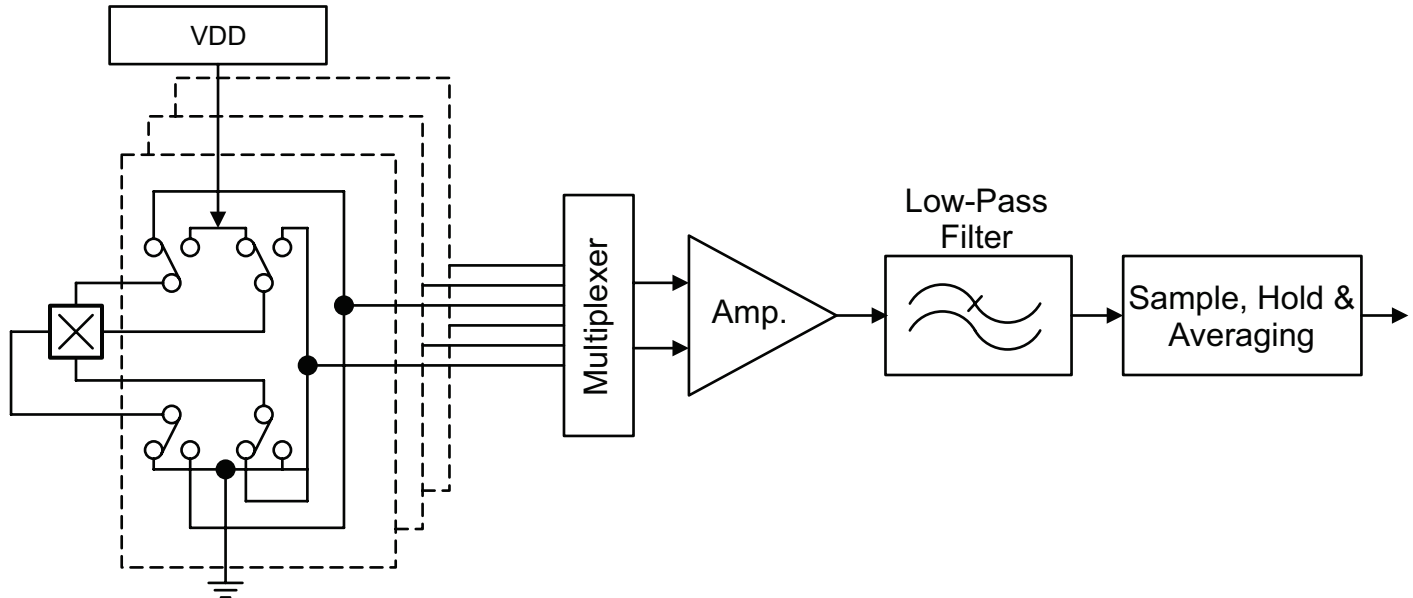 VDD
Multiplexer
Amp.
Low-Pass
Filter
Sample, Hold &
Averaging